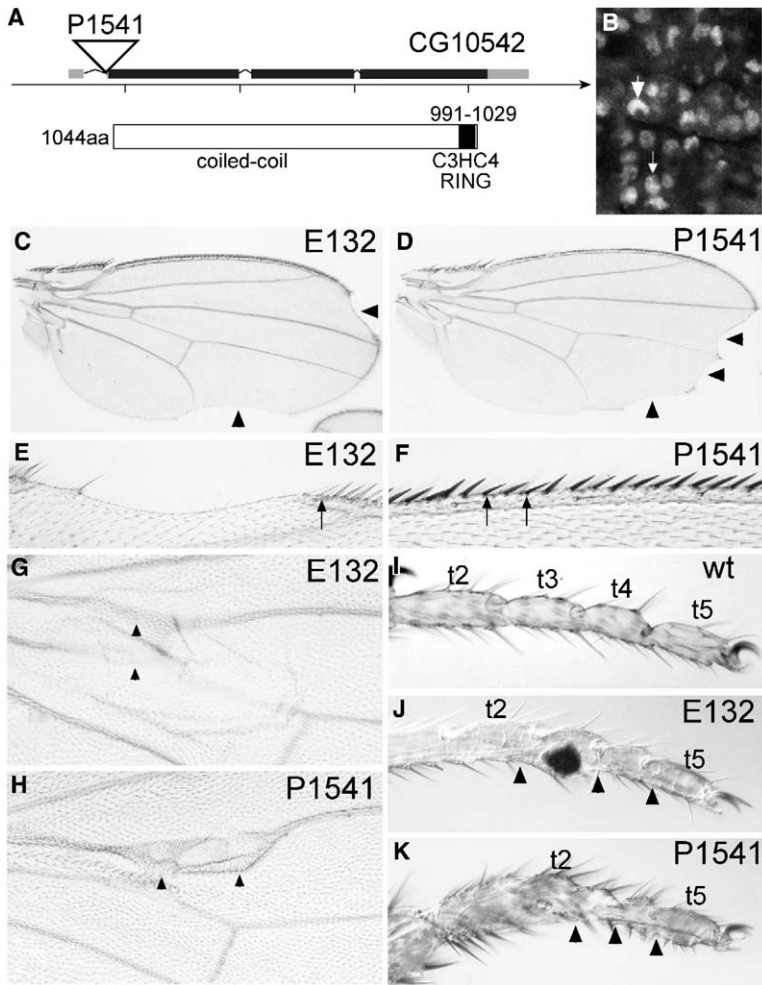 A
P1541
CG10542
991-1029
1044aa
coiled-coil
C3HC4
RING
B
C
E132
D
P1541
E
E132
F
P1541
G
E132
H
P1541
I
wt
t2
t3
t4
t5
J
E132
t2
t5
K
P1541
t2
t5